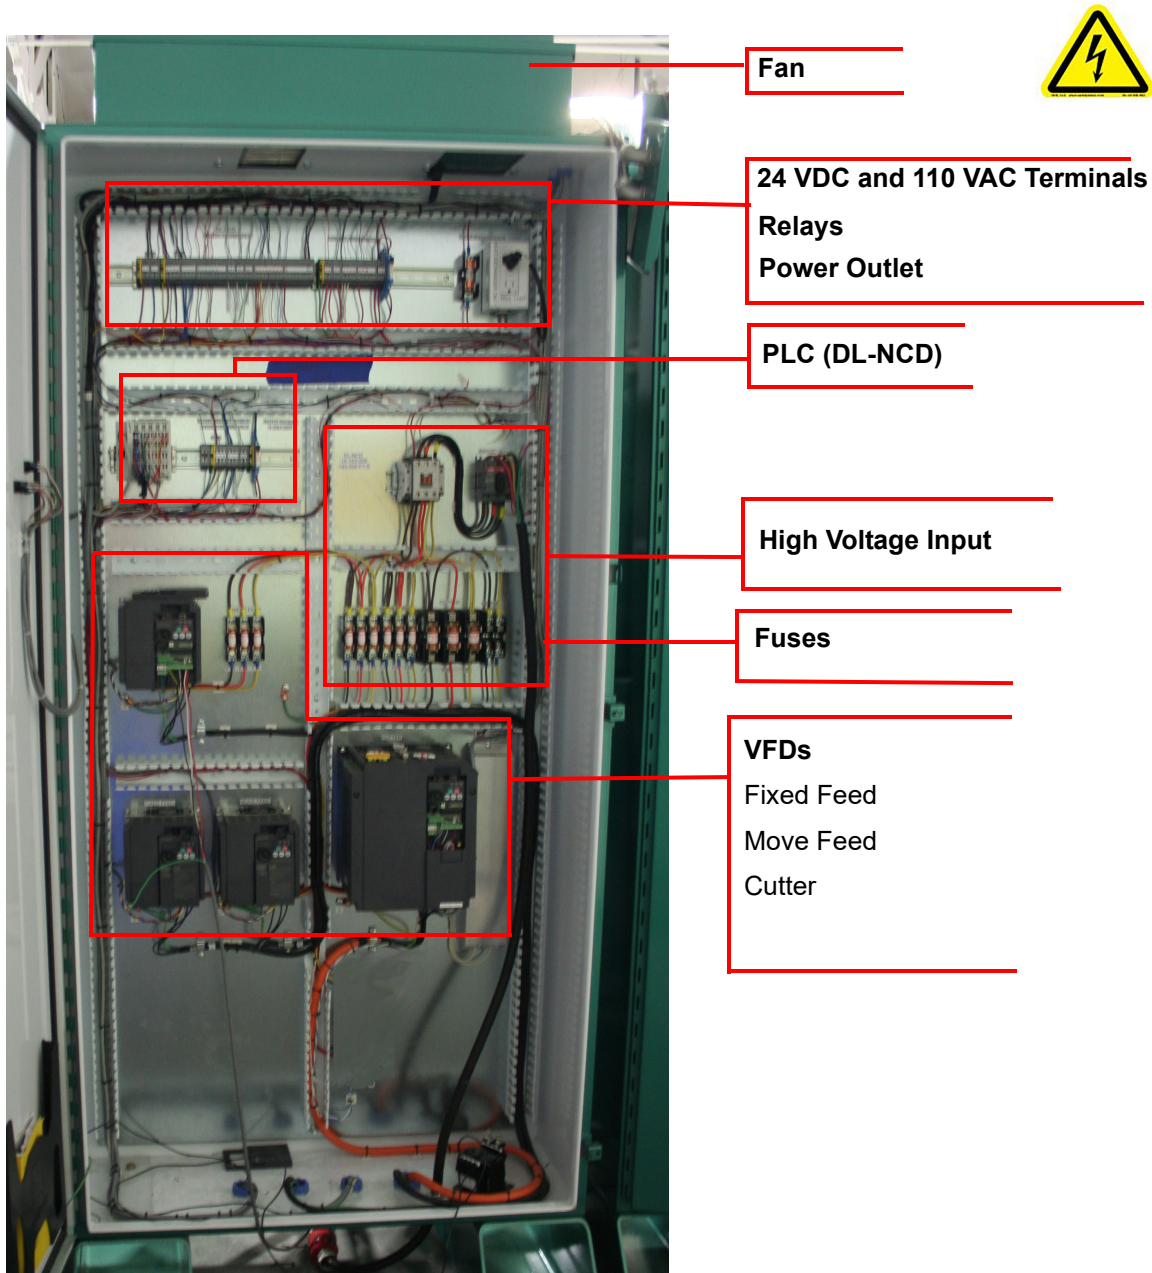 Fan
24 VDC and 110 VAC Terminals
Relays
Power Outlet
PLC (DL-NCD)
High Voltage Input
Fuses
VFDs
Fixed Feed
Move Feed
Cutter